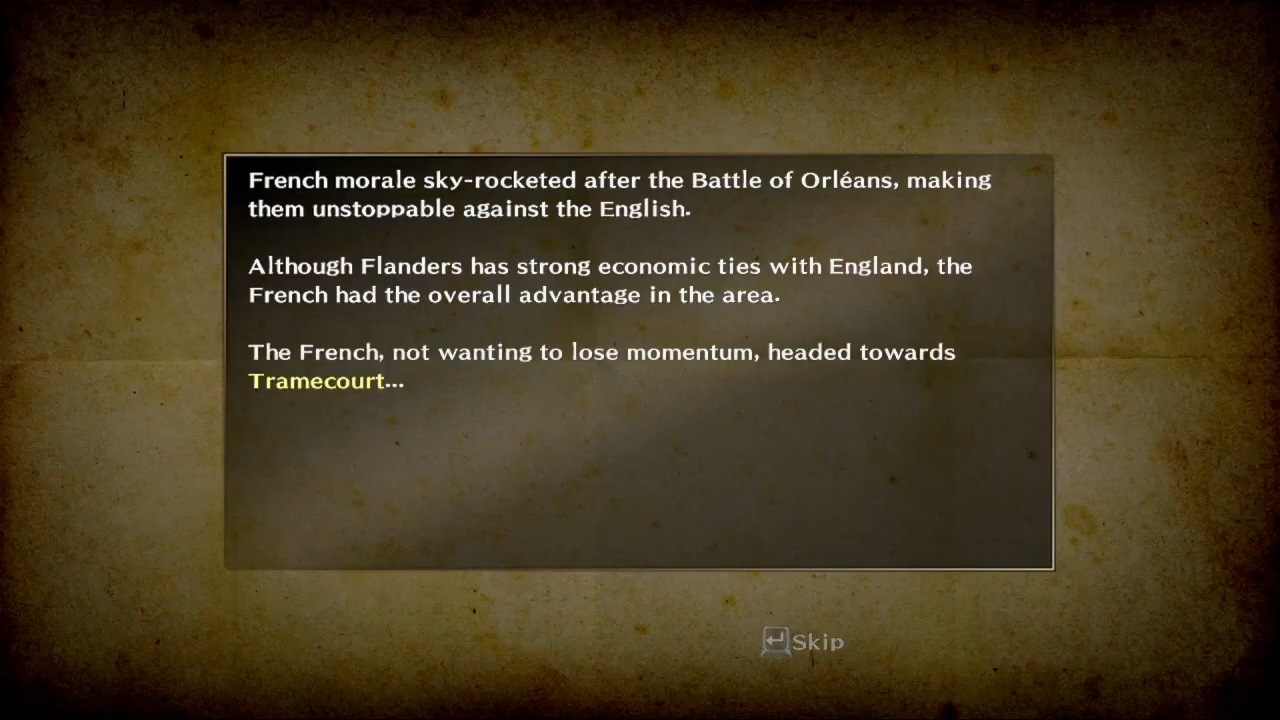 French morale sky-rocketed after the Battle of Orléans, making
them unstoppable against the English.
Although Flanders has strong economic ties with England, the
French had the overall advantage in the area.
The French, not wanting to lose momentum, headed towards
Tramecourt...
Skip